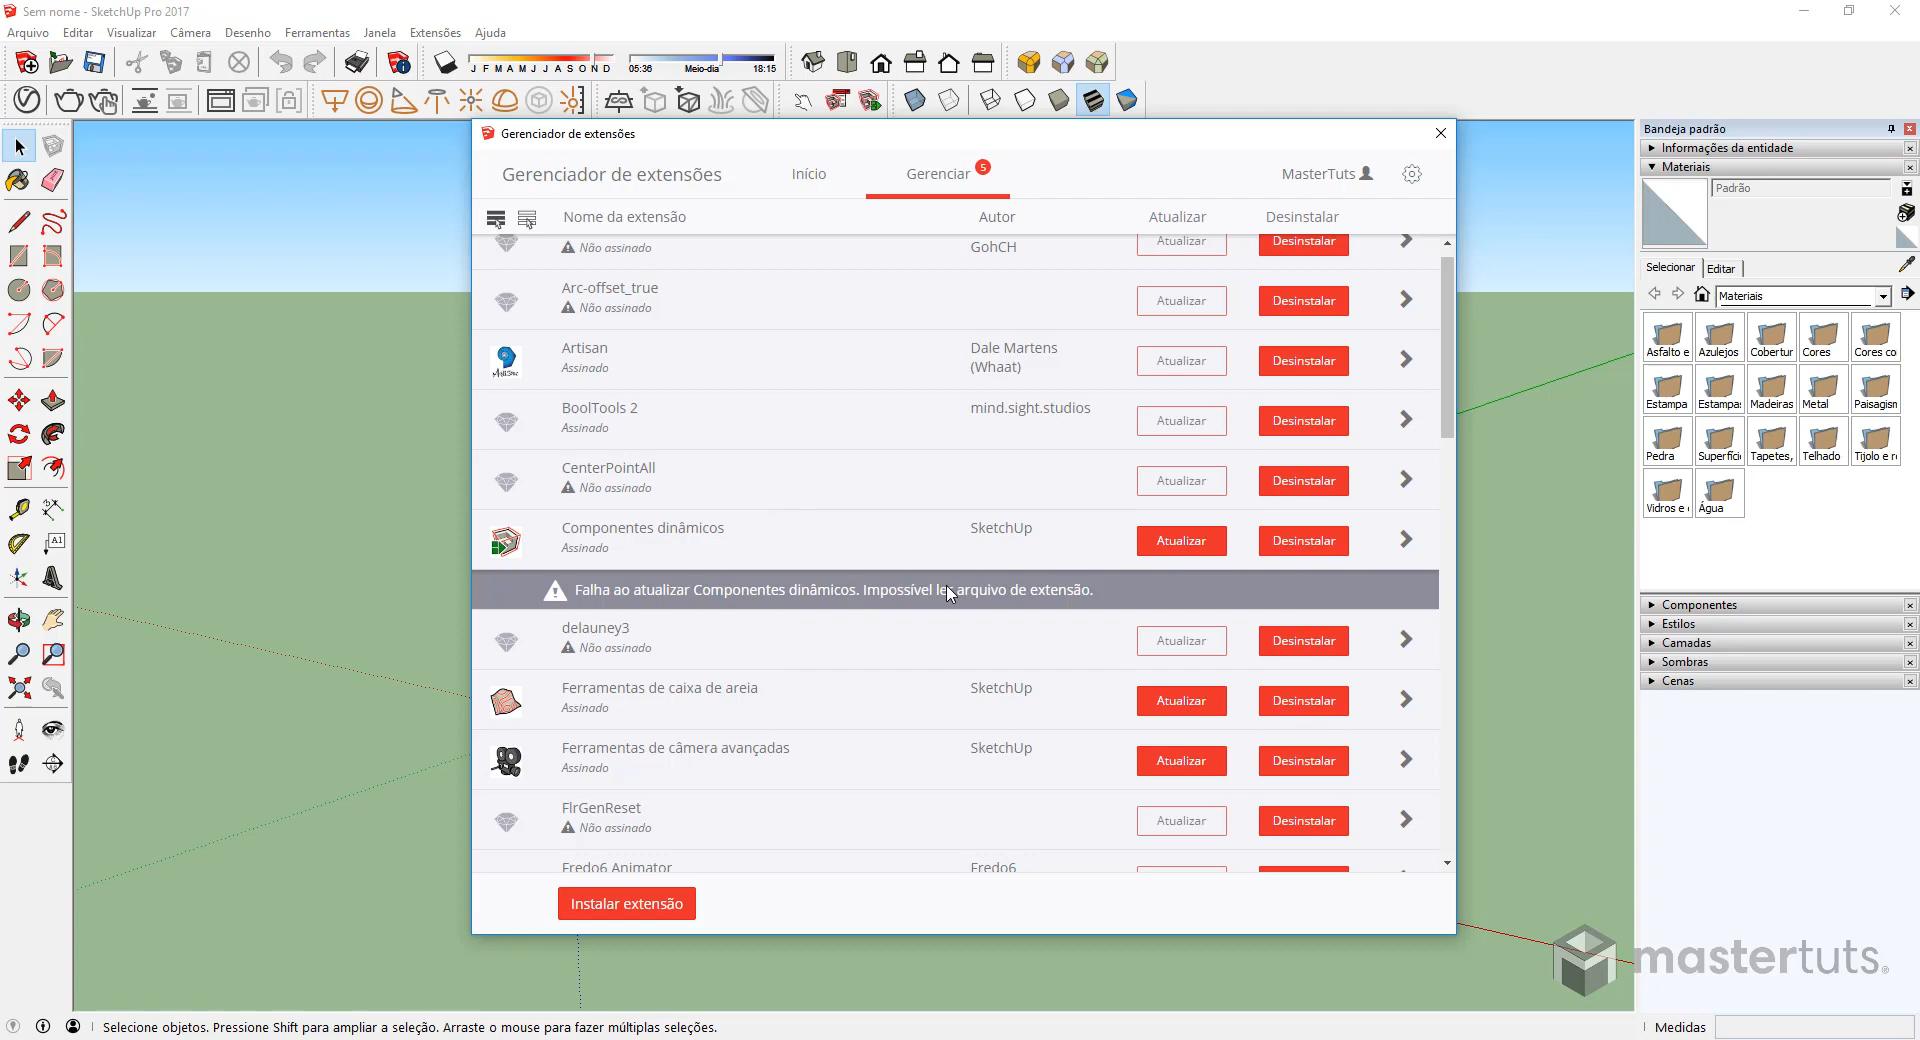 Sem nome - SketchUp Pro 2017
Arquivo Editar Visualizar Câmera Desenho Ferramentas Janela Extensões Ajuda
J F M A M J J A S O N D 05:36 Meio-dia 18:15
Gerenciador de extensões
Gerenciador de extensões Início Gerenciar 5 MasterTuts
Nome da extensão Autor Atualizar Desinstalar
Não assinado GohCH Atualizar Desinstalar
Arc-offset_true
Não assinado Atualizar Desinstalar
Artisan Dale Martens
Assinado (Whaat) Atualizar Desinstalar
BoolTools 2 mind.sight.studios
Assinado Atualizar Desinstalar
CenterPointAll
Não assinado Atualizar Desinstalar
Componentes dinâmicos SketchUp
Assinado Atualizar Desinstalar
Falha ao atualizar Componentes dinâmicos. Impossível ler arquivo de extensão.
delauney3
Não assinado Atualizar Desinstalar
Ferramentas de caixa de areia SketchUp
Assinado Atualizar Desinstalar
Ferramentas de câmera avançadas SketchUp
Assinado Atualizar Desinstalar
FlrGenReset
Não assinado Atualizar Desinstalar
Fredo6 Animator Fredo6
Instalar extensão
Bandeja padrão
Informações da entidade
Materiais
Padrão
Selecionar Editar
Materiais
Asfalto e Azulejos Cobertur Cores Cores co
Estampa Estampa: Madeiras Metal Paisagism
Pedra Superfíci Tapetes, Telhado Tijolo e r
Vidros e Água
Componentes
Estilos
Camadas
Sombras
Cenas
A1
mastertuts®
Selecione objetos. Pressione Shift para ampliar a seleção. Arraste o mouse para fazer múltiplas seleções.
Medidas